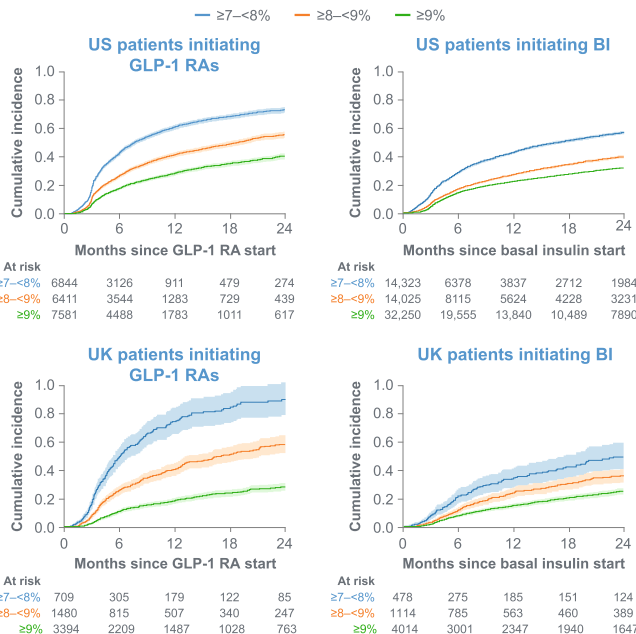 ≥7–<8% ≥8–<9% ≥9%
US patients initiating GLP-1 RAs
Cumulative incidence
1.0
0.8
0.6
0.4
0.2
0.0
0 6 12 18 24
Months since GLP-1 RA start
At risk
≥7–<8% 6844 3126 911 479 274
≥8–<9% 6411 3544 1283 729 439
≥9% 7581 4488 1783 1011 617
US patients initiating BI
Cumulative incidence
1.0
0.8
0.6
0.4
0.2
0.0
0 6 12 18 24
Months since basal insulin start
At risk
≥7–<8% 14,323 6378 3837 2712 1984
≥8–<9% 14,025 8115 5624 4228 3231
≥9% 32,250 19,555 13,840 10,489 7890
UK patients initiating
GLP-1 RAs
Cumulative incidence
1.0
0.8
0.6
0.4
0.2
0.0
0 6 12 18 24
Months since GLP-1 RA start
At risk
≥7–<8% 709 305 179 122 85
≥8–<9% 1480 815 507 340 247
≥9% 3394 2209 1487 1028 763
UK patients initiating BI
Cumulative incidence
1.0
0.8
0.6
0.4
0.2
0.0
0 6 12 18 24
Months since basal insulin start
At risk
≥7–<8% 478 275 185 151 124
≥8–<9% 1114 785 563 460 389
≥9% 4014 3001 2347 1940 1647